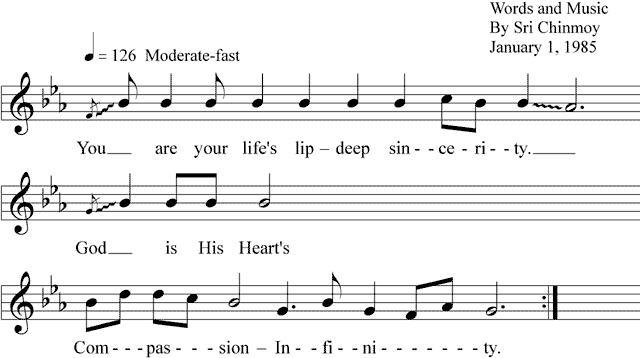 Words and Music
By Sri Chinmoy
January 1, 1985
= 126 Moderate-fast
You___ are your life's lip – deep sin - - ce - ri - - ty.____
God___ is His Heart's
Com - - - pas - - - sion – In - - fi - - ni - - - - - - - ty.